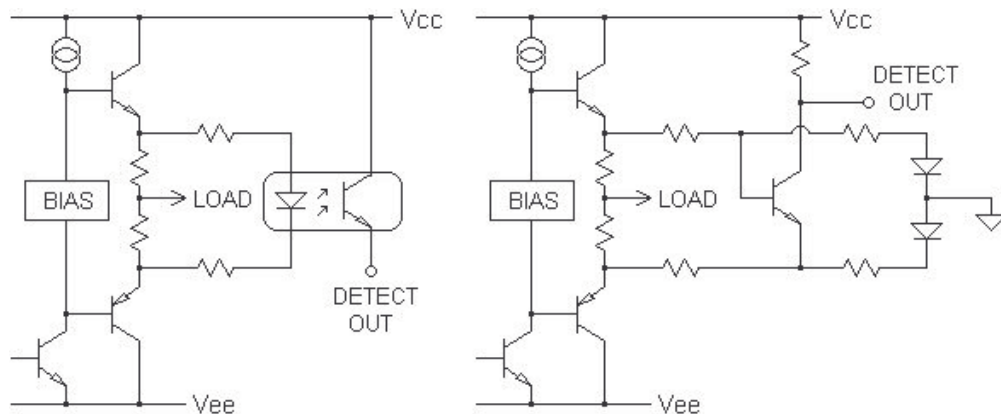 Vcc
BIAS
LOAD
DETECT
OUT
Vee
Vcc
DETECT
OUT
BIAS
LOAD
Vee